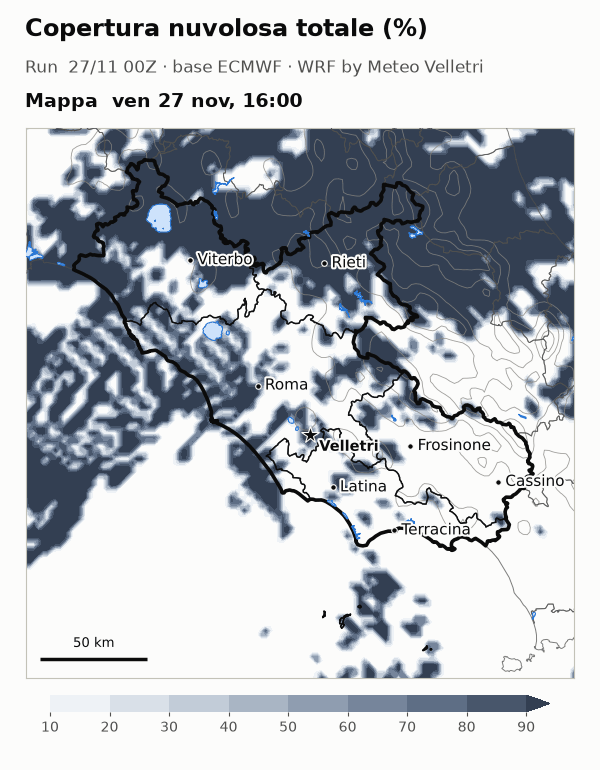 Copertura nuvolosa totale (%)
Run  27/11 00Z · base ECMWF · WRF by Meteo Velletri
Mappa  ven 27 nov, 16:00
Viterbo
Rieti
Roma
Velletri
Frosinone
Latina
Cassino
Terracina
50 km
10 20 30 40 50 60 70 80 90